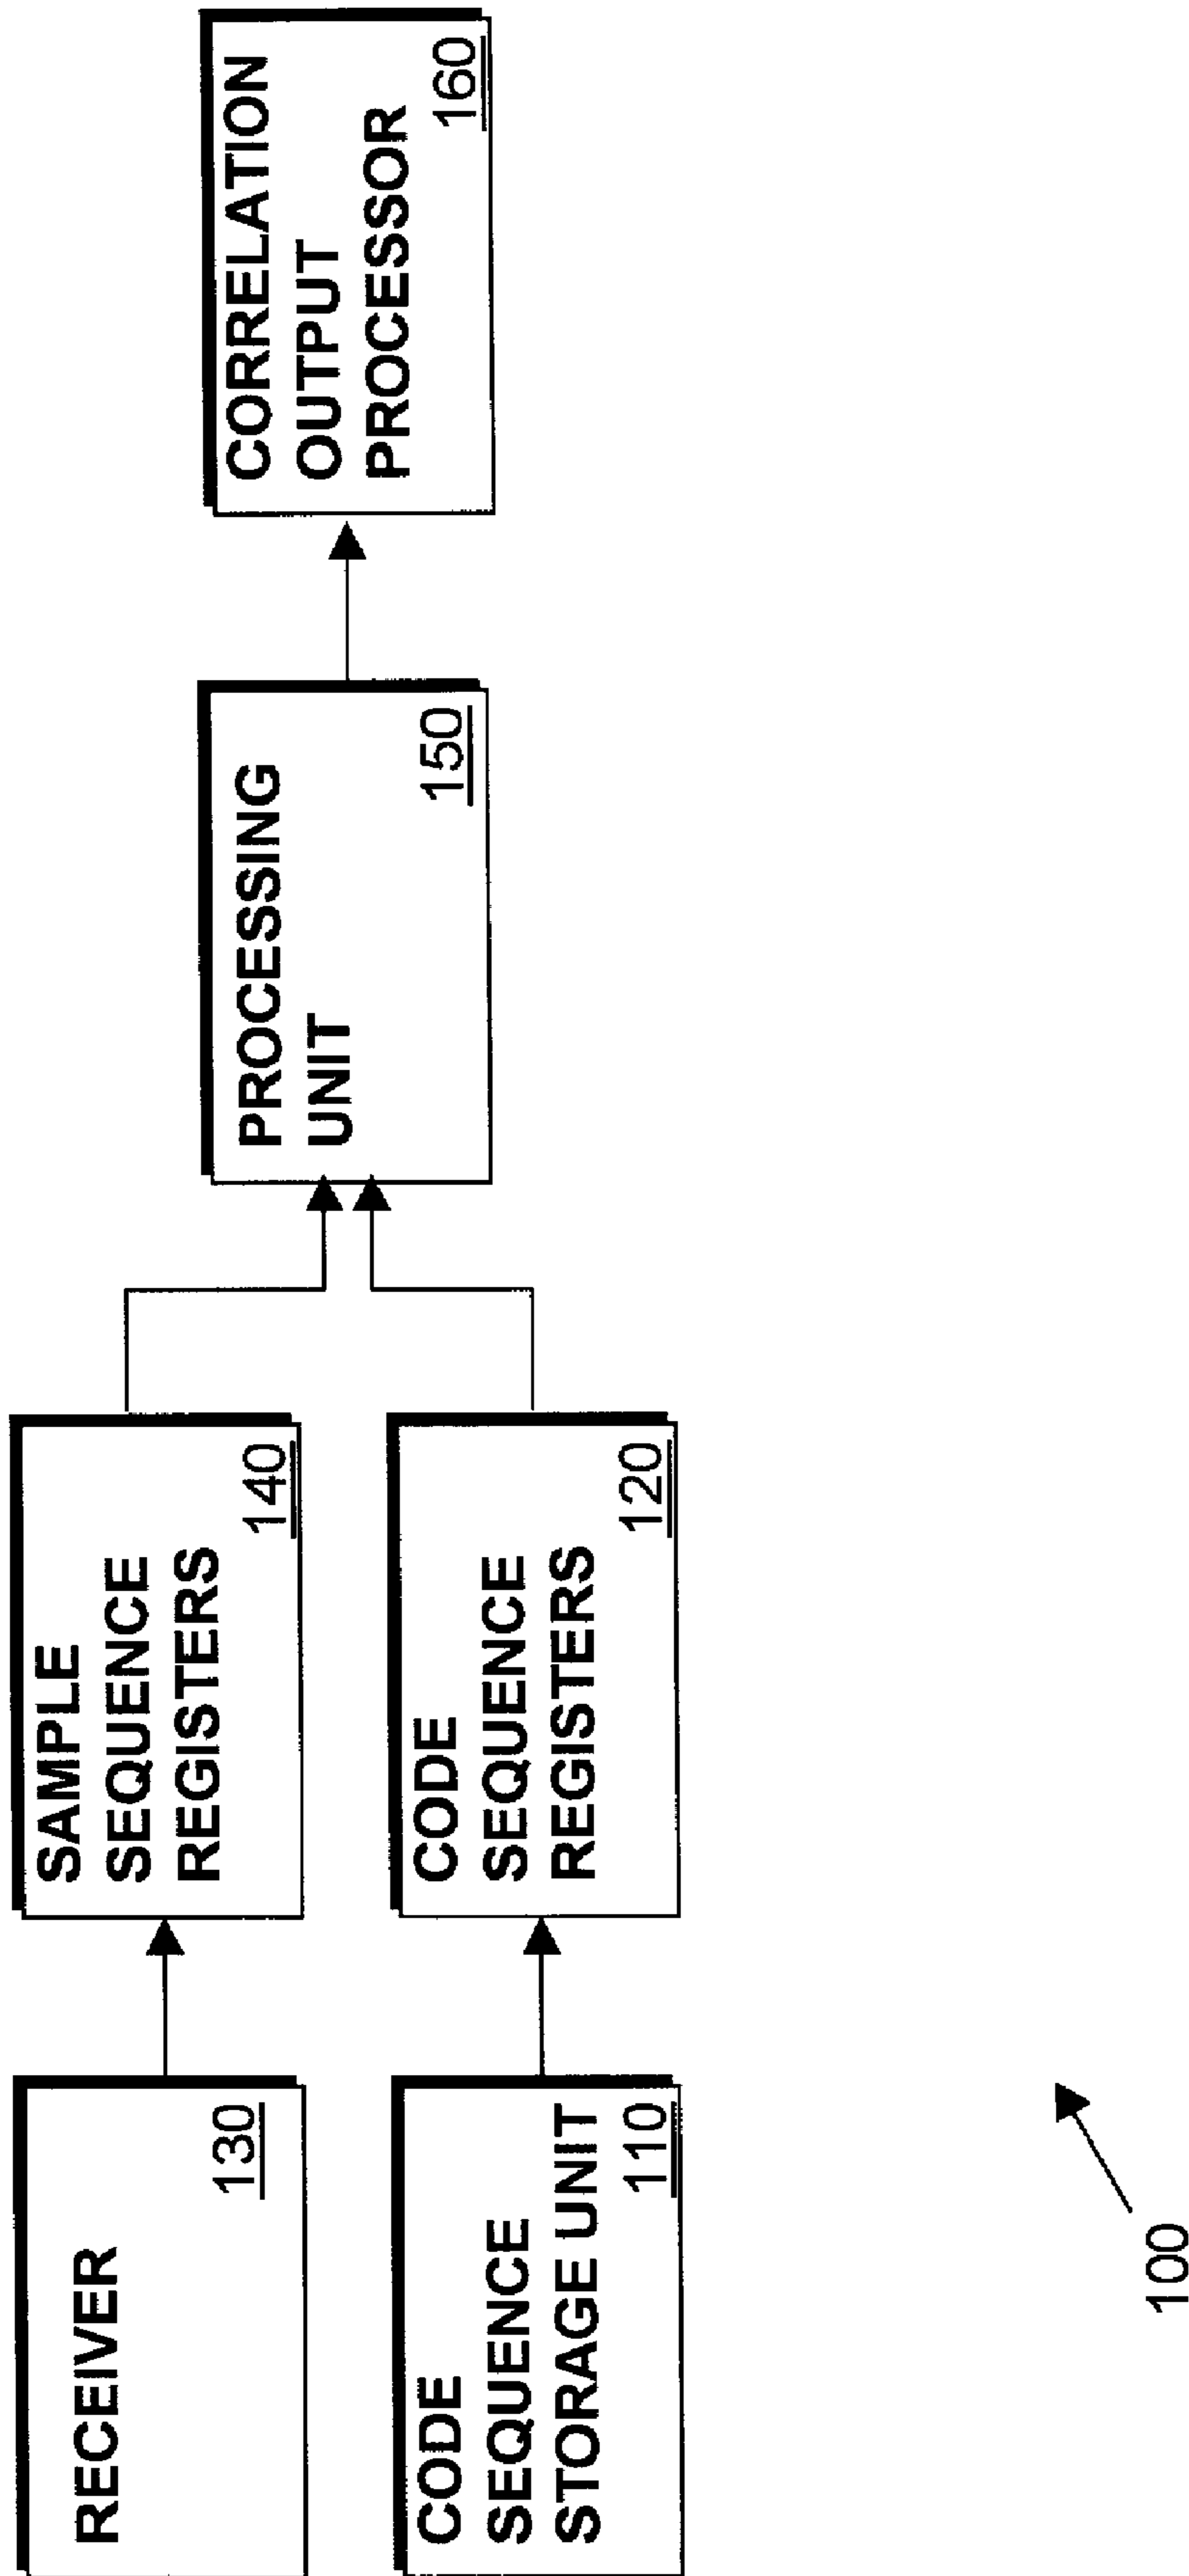 RECEIVER
130
SAMPLE
SEQUENCE
REGISTERS
140
CODE
SEQUENCE
STORAGE UNIT
110
CODE
SEQUENCE
REGISTERS
120
PROCESSING
UNIT
150
CORRELATION
OUTPUT
PROCESSOR
160
100